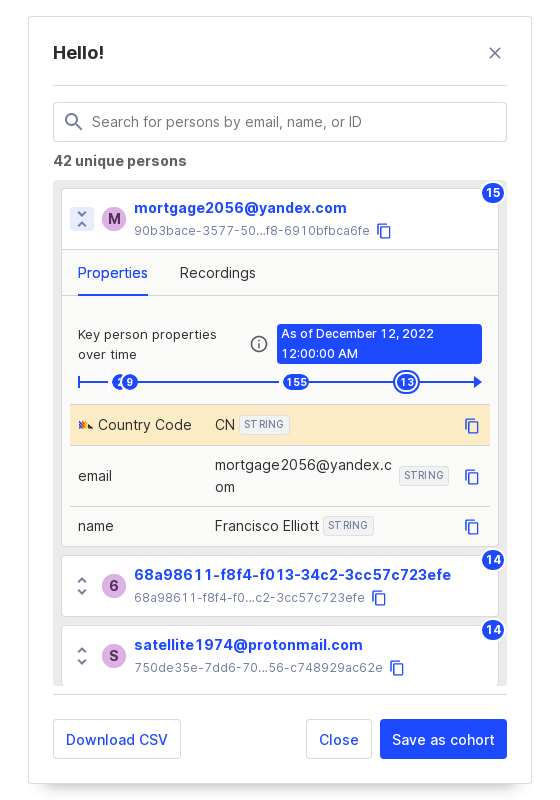 Hello!
Search for persons by email, name, or ID
42 unique persons
15
M
mortgage2056@yandex.com
90b3bace-3577-50...f8-6910bfbca6fe
Properties
Recordings
Key person properties
over time
As of December 12, 2022
12:00:00 AM
9
155
13
Country Code
CN STRING
email
mortgage2056@yandex.c
om
STRING
name
Francisco Elliott STRING
14
6
68a98611-f8f4-f013-34c2-3cc57c723efe
68a98611-f8f4-f0...c2-3cc57c723efe
14
S
satellite1974@protonmail.com
750de35e-7dd6-70...56-c748929ac62e
Download CSV
Close
Save as cohort